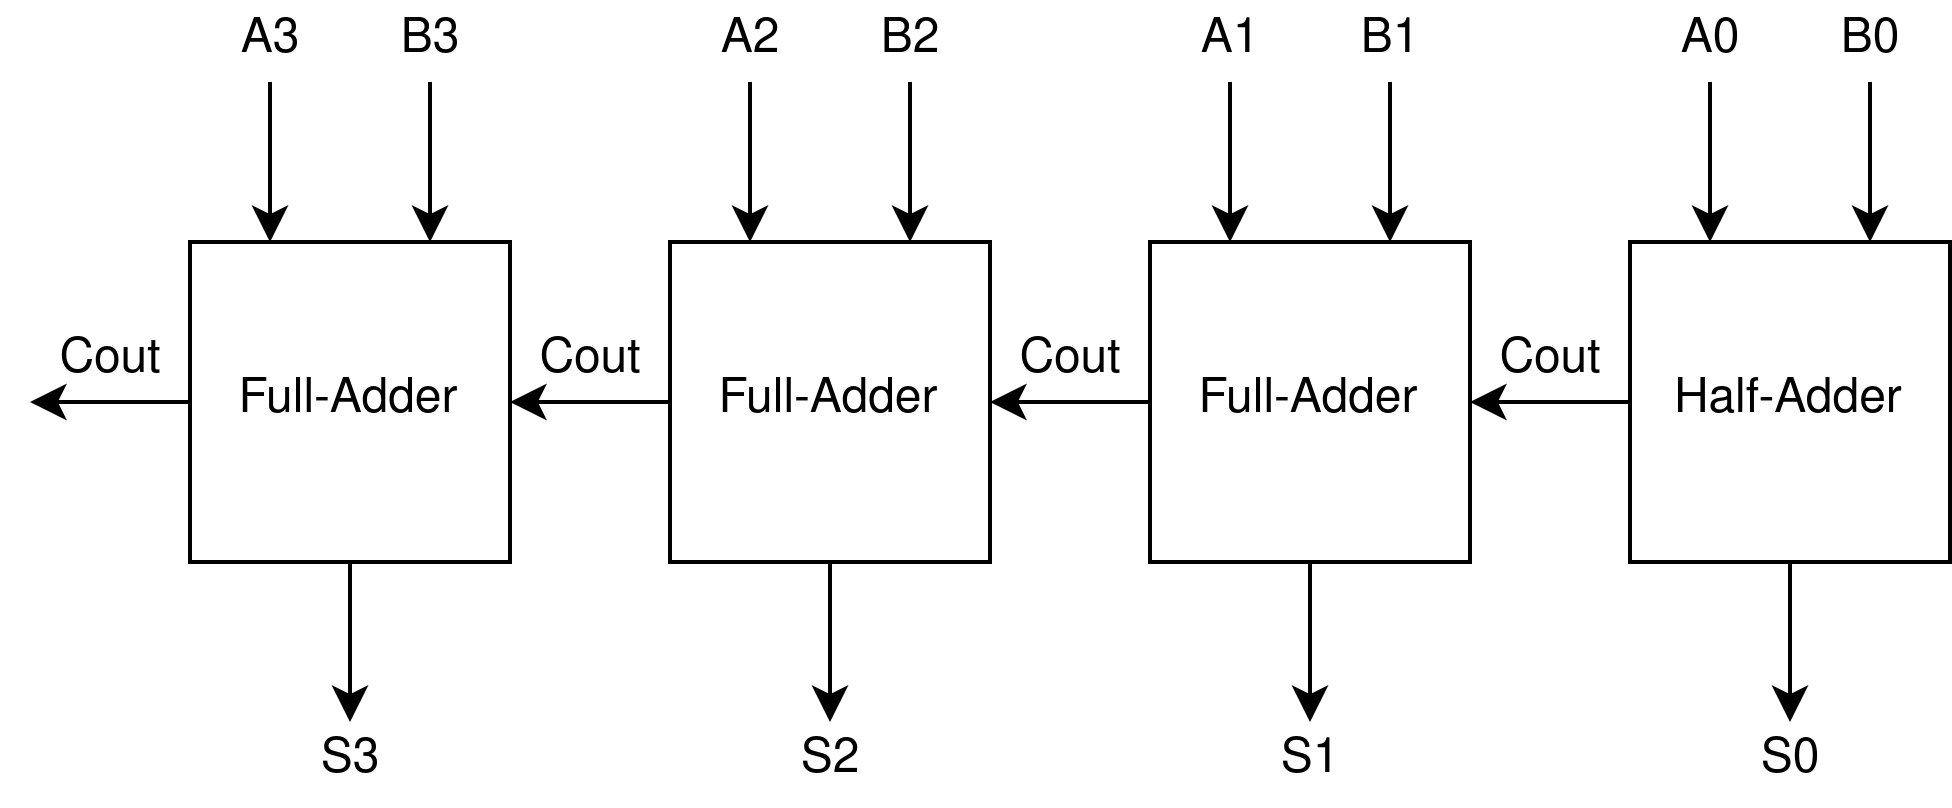 A3 B3 A2 B2 A1 B1 A0 B0
Cout Cout Cout Cout
Full-Adder Full-Adder Full-Adder Half-Adder
S3 S2 S1 S0